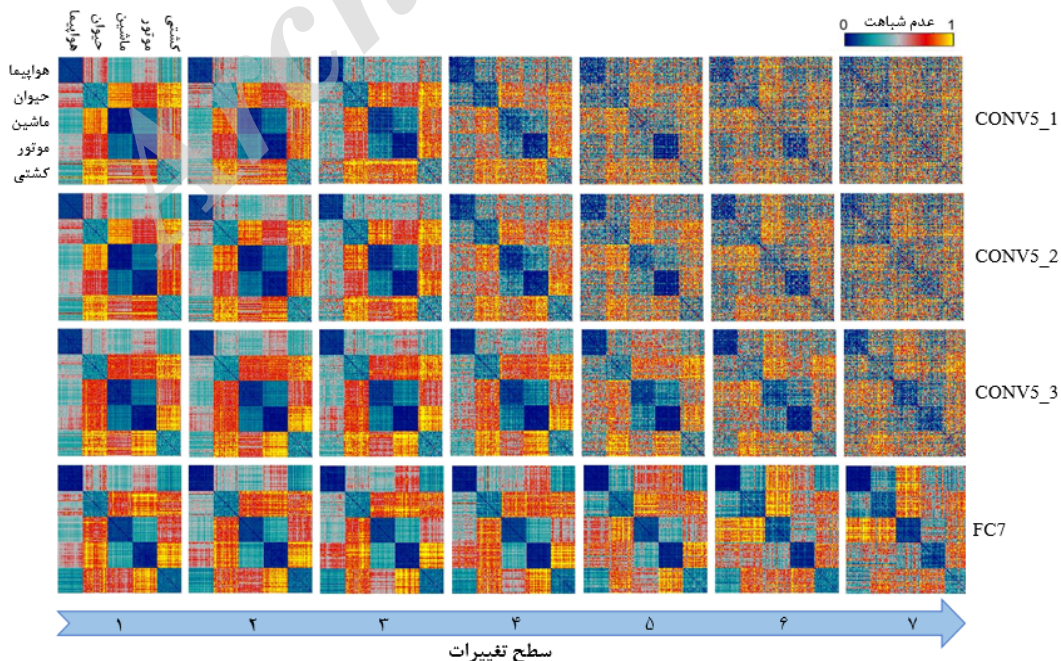 هواپیما
حیوان
ماشین
موتور
کشتی
عدم شباهت
0 1
هواپیما
حیوان
ماشین
موتور
کشتی
CONV5_1
CONV5_2
CONV5_3
FC7
۱ ۲ ۳ ۴ ۵ ۶ ۷
سطح تغییرات